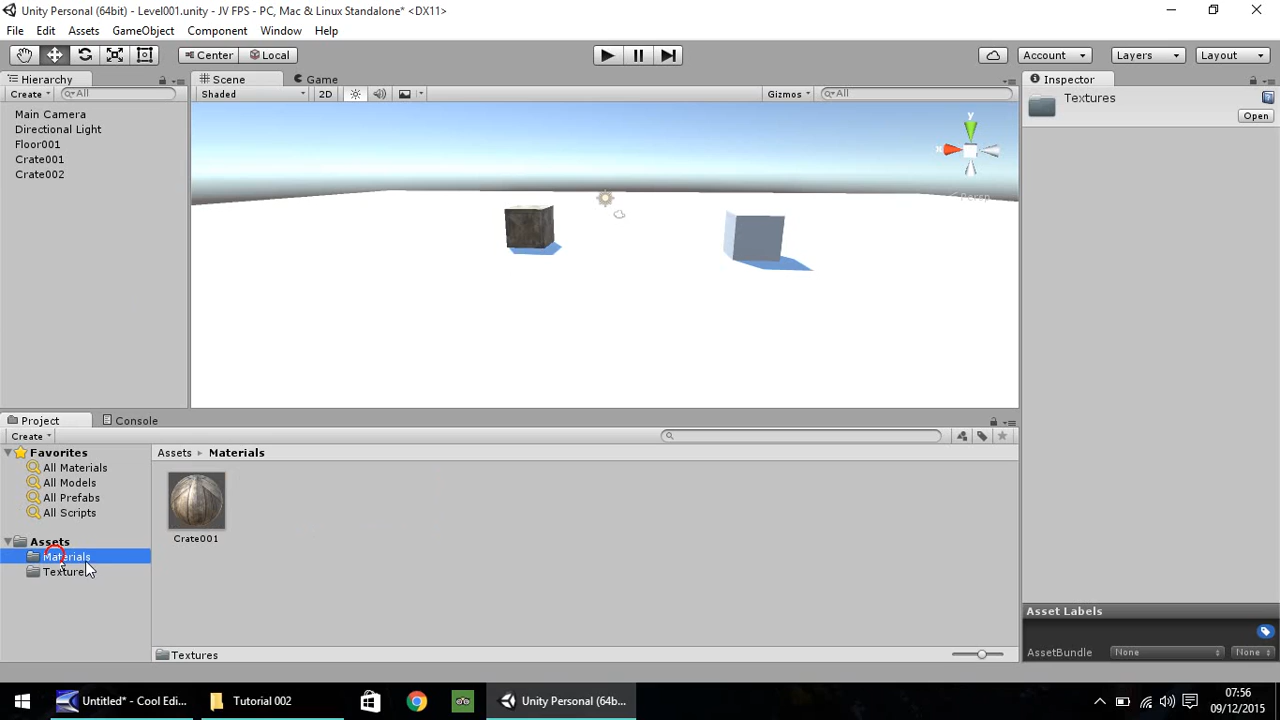 Unity Personal (64bit) - Level001.unity - JV FPS - PC, Mac & Linux Standalone* <DX11>
File Edit Assets GameObject Component Window Help
Center Local Account Layers Layout
Hierarchy
Create All
Main Camera
Directional Light
Floor001
Crate001
Crate002
Scene Game
Shaded 2D Gizmos All
y
x
Persp
Inspector
Textures
Open
Project Console
Create
Favorites
All Materials
All Models
All Prefabs
All Scripts
Assets
Materials
Textures
Assets Materials
Crate001
Textures
Asset Labels
AssetBundle None None
Untitled* - Cool Edi...
Tutorial 002
Unity Personal (64b...
07:56
09/12/2015